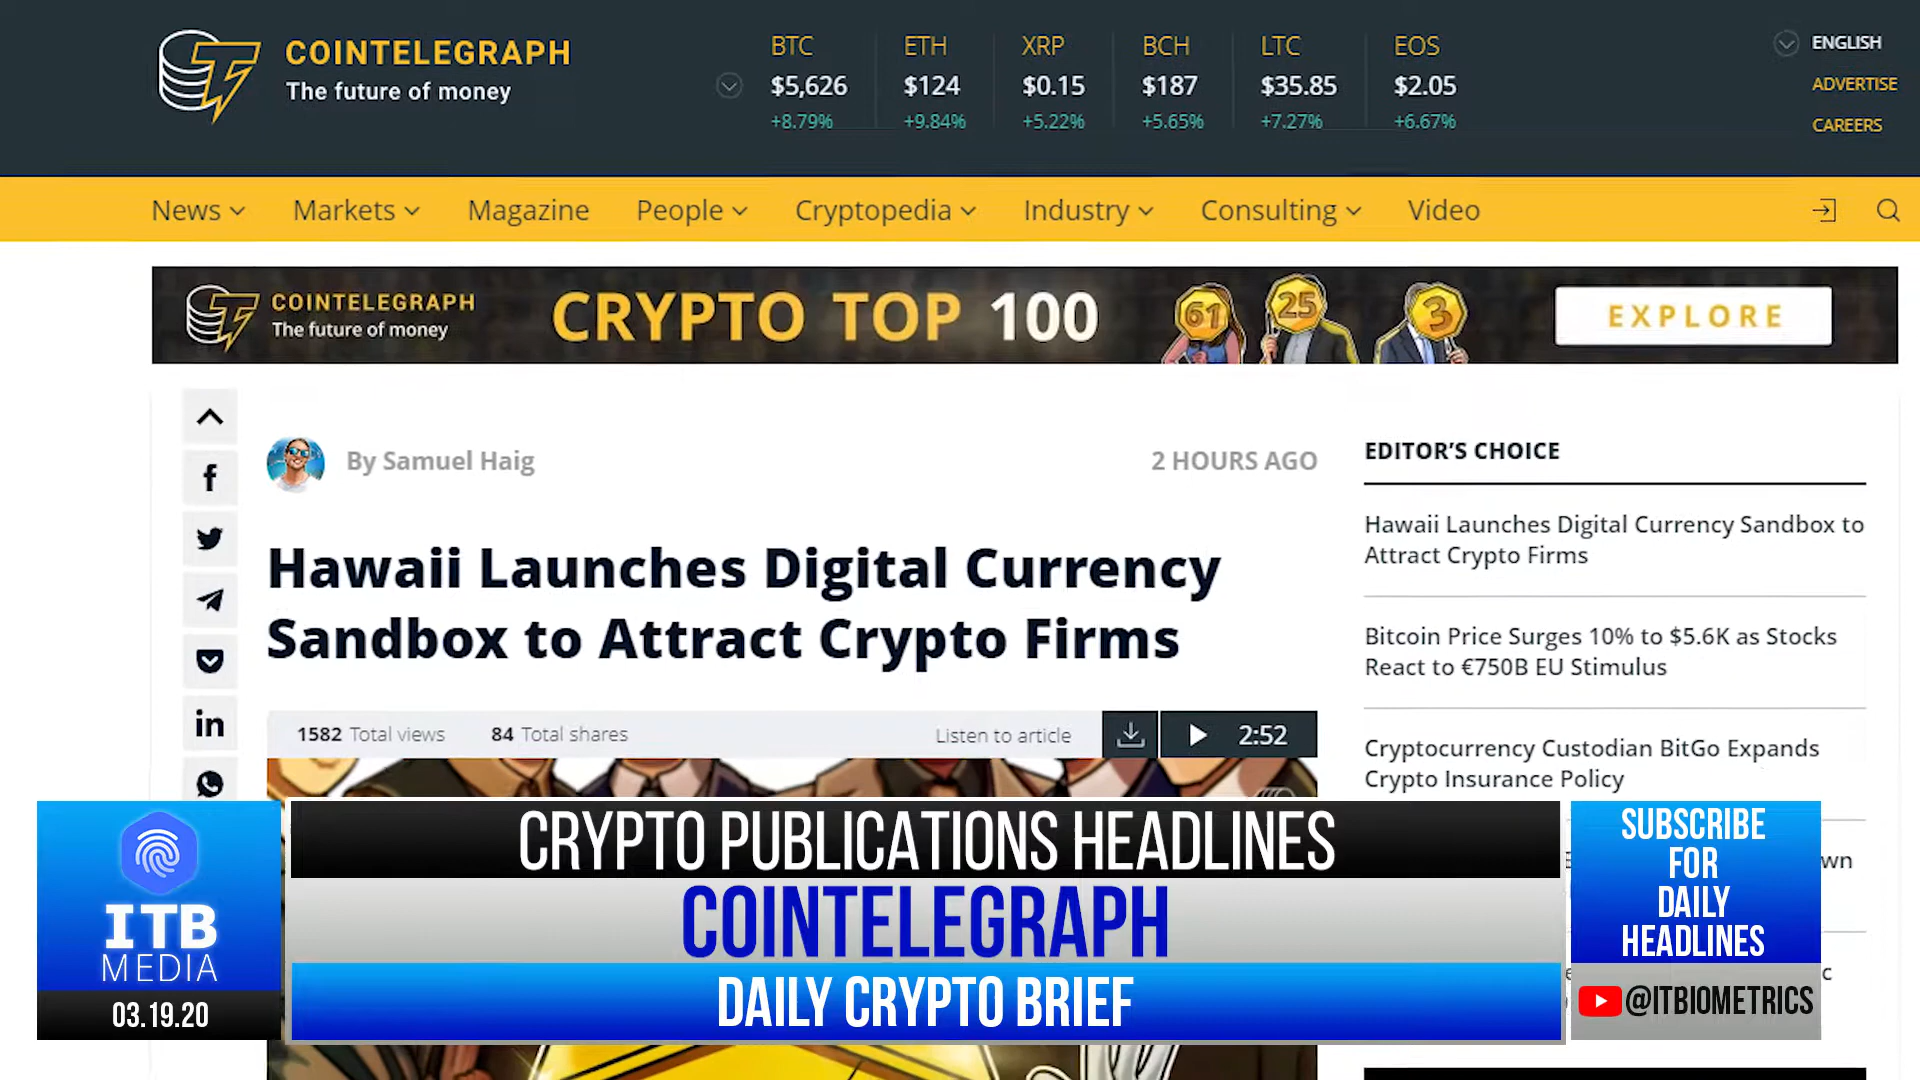 COINTELEGRAPH
The future of money
BTC
$5,626
+8.79%
ETH
$124
+9.84%
XRP
$0.15
+5.22%
BCH
$187
+5.65%
LTC
$35.85
+7.27%
EOS
$2.05
+6.67%
ENGLISH
ADVERTISE
CAREERS
News Markets Magazine People Cryptopedia Industry Consulting Video
COINTELEGRAPH
The future of money
CRYPTO TOP 100
61
25
3
EXPLORE
By Samuel Haig
2 HOURS AGO
Hawaii Launches Digital Currency
Sandbox to Attract Crypto Firms
1582 Total views 84 Total shares Listen to article 2:52
EDITOR'S CHOICE
Hawaii Launches Digital Currency Sandbox to
Attract Crypto Firms
Bitcoin Price Surges 10% to $5.6K as Stocks
React to €750B EU Stimulus
Cryptocurrency Custodian BitGo Expands
Crypto Insurance Policy
ITB
MEDIA
03.19.20
CRYPTO PUBLICATIONS HEADLINES
COINTELEGRAPH
DAILY CRYPTO BRIEF
SUBSCRIBE
FOR
DAILY
HEADLINES
@ITBIOMETRICS